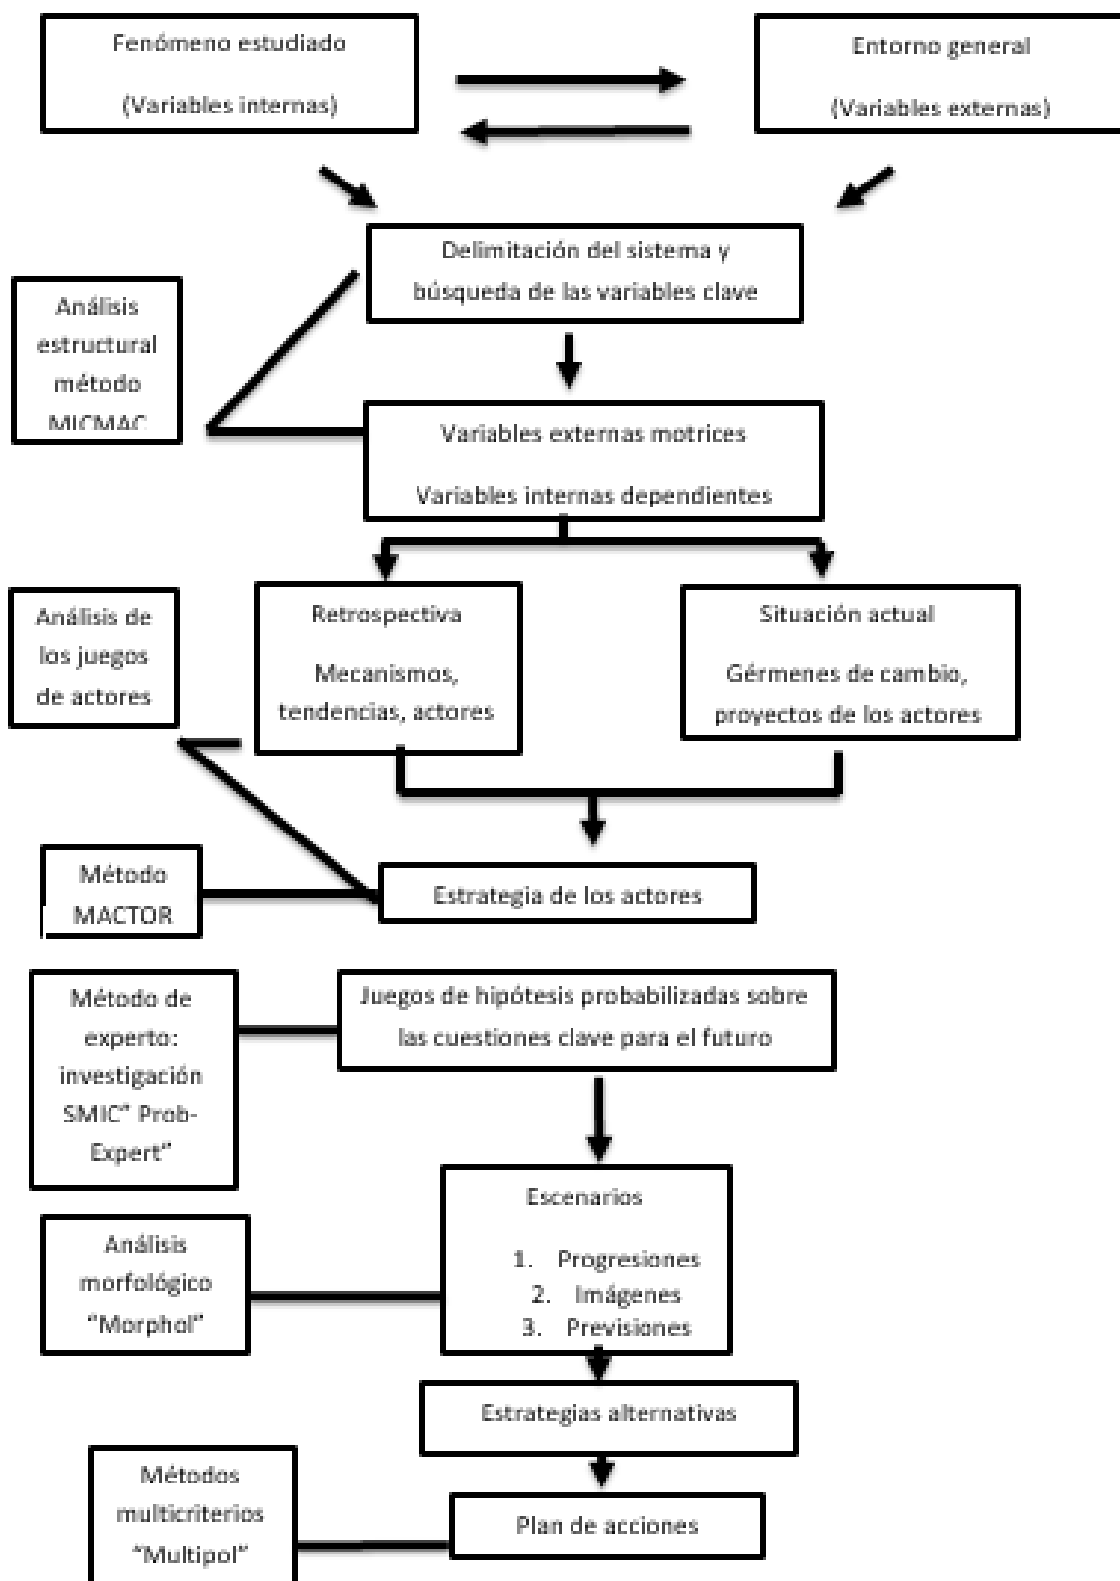 Fenómeno estudiado
(Variables internas)
Entorno general
(Variables externas)
Delimitación del sistema y
búsqueda de las variables clave
Análisis
estructural
método
MICMAC
Variables externas motrices
Variables internas dependientes
Análisis de
los juegos
de actores
Retrospectiva
Mecanismos,
tendencias, actores
Situación actual
Gérmenes de cambio,
proyectos de los actores
Método
MACTOR
Estrategia de los actores
Método de
experto:
investigación
SMIC” Prob-
Expert”
Juegos de hipótesis probabilizadas sobre
las cuestiones clave para el futuro
Escenarios
1. Progresiones
2. Imágenes
3. Previsiones
Análisis
morfológico
“Morphol”
Estrategias alternativas
Métodos
multicriterios
“Multipol”
Plan de acciones